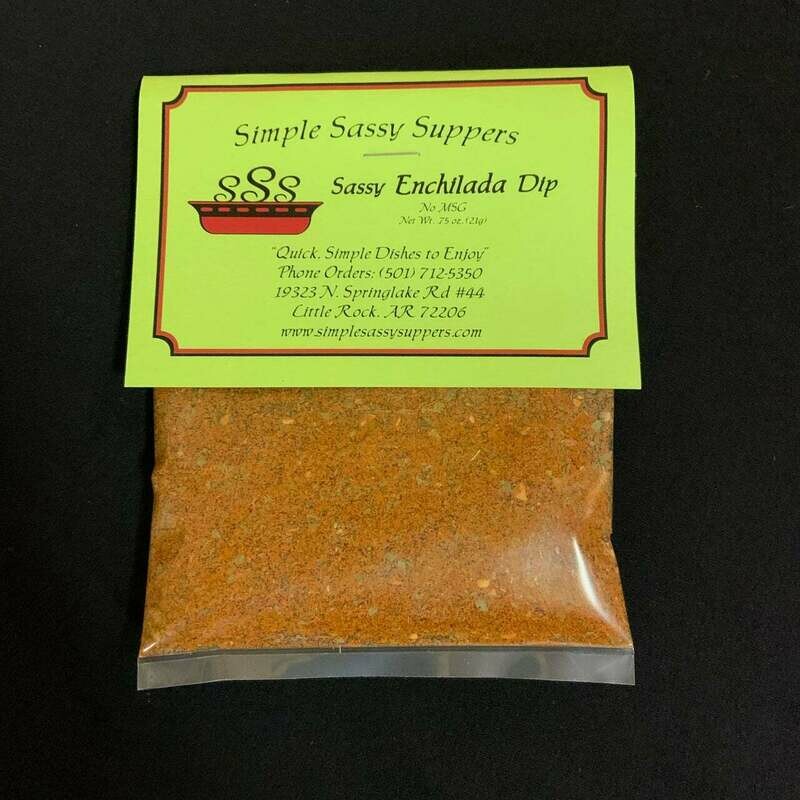 Simple Sassy Suppers
SSS
Sassy Enchilada Dip
No MSG
Net Wt. .75 oz. (21g)
"Quick, Simple Dishes to Enjoy"
Phone Orders: (501) 712-5350
19323 N. Springlake Rd #44
Little Rock, AR 72206
www.simplesassysuppers.com